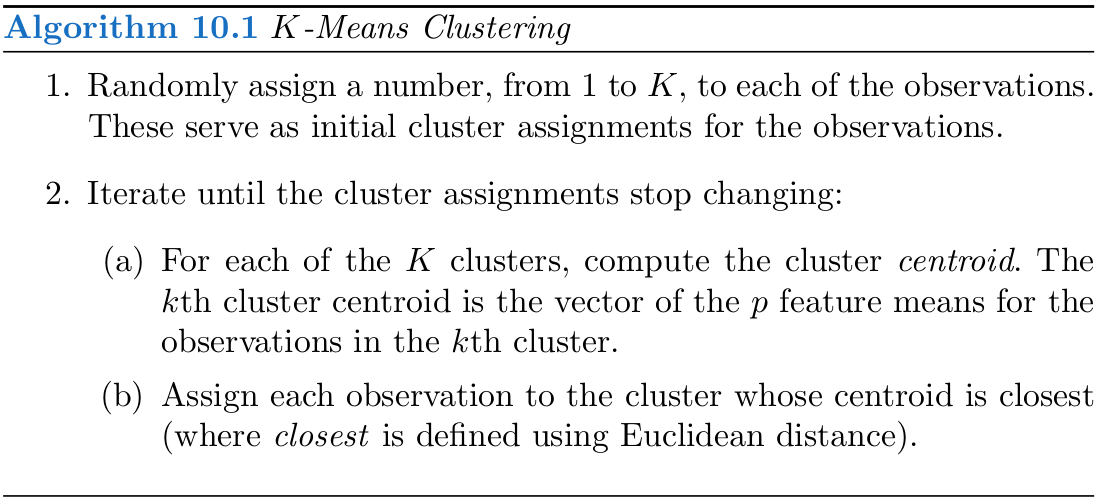 Algorithm 10.1 K-Means Clustering
1. Randomly assign a number, from 1 to K, to each of the observations.
These serve as initial cluster assignments for the observations.
2. Iterate until the cluster assignments stop changing:
(a) For each of the K clusters, compute the cluster centroid. The
kth cluster centroid is the vector of the p feature means for the
observations in the kth cluster.
(b) Assign each observation to the cluster whose centroid is closest
(where closest is defined using Euclidean distance).